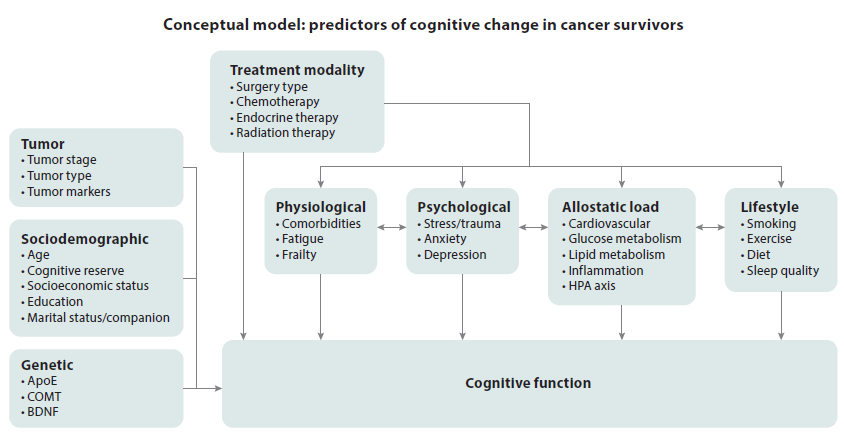 Conceptual model: predictors of cognitive change in cancer survivors
Treatment modality
• Surgery type
• Chemotherapy
• Endocrine therapy
• Radiation therapy
Tumor
• Tumor stage
• Tumor type
• Tumor markers
Sociodemographic
• Age
• Cognitive reserve
• Socioeconomic status
• Education
• Marital status/companion
Genetic
• ApoE
• COMT
• BDNF
Physiological
• Comorbidities
• Fatigue
• Frailty
Psychological
• Stress/trauma
• Anxiety
• Depression
Allostatic load
• Cardiovascular
• Glucose metabolism
• Lipid metabolism
• Inflammation
• HPA axis
Lifestyle
• Smoking
• Exercise
• Diet
• Sleep quality
Cognitive function